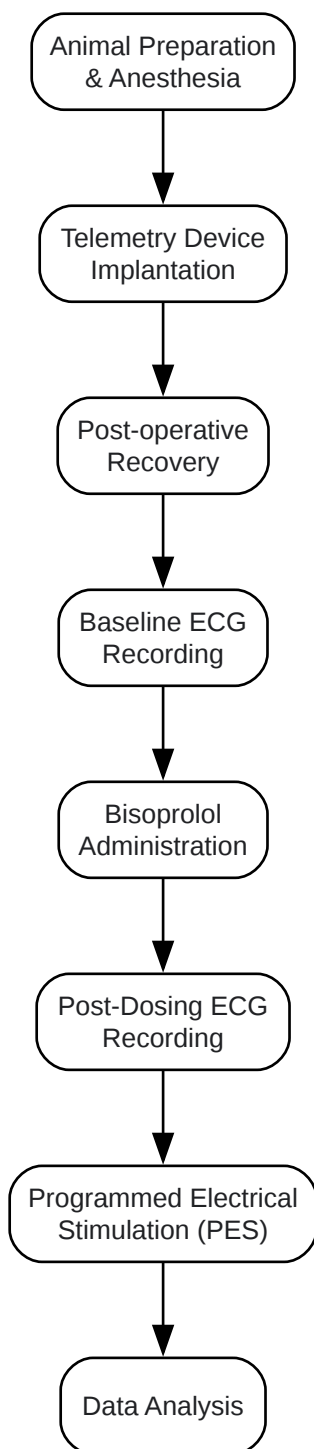 Animal Preparation
& Anesthesia
Telemetry Device
Implantation
Post-operative
Recovery
Baseline ECG
Recording
Bisoprolol
Administration
Post-Dosing ECG
Recording
Programmed Electrical
Stimulation (PES)
Data Analysis